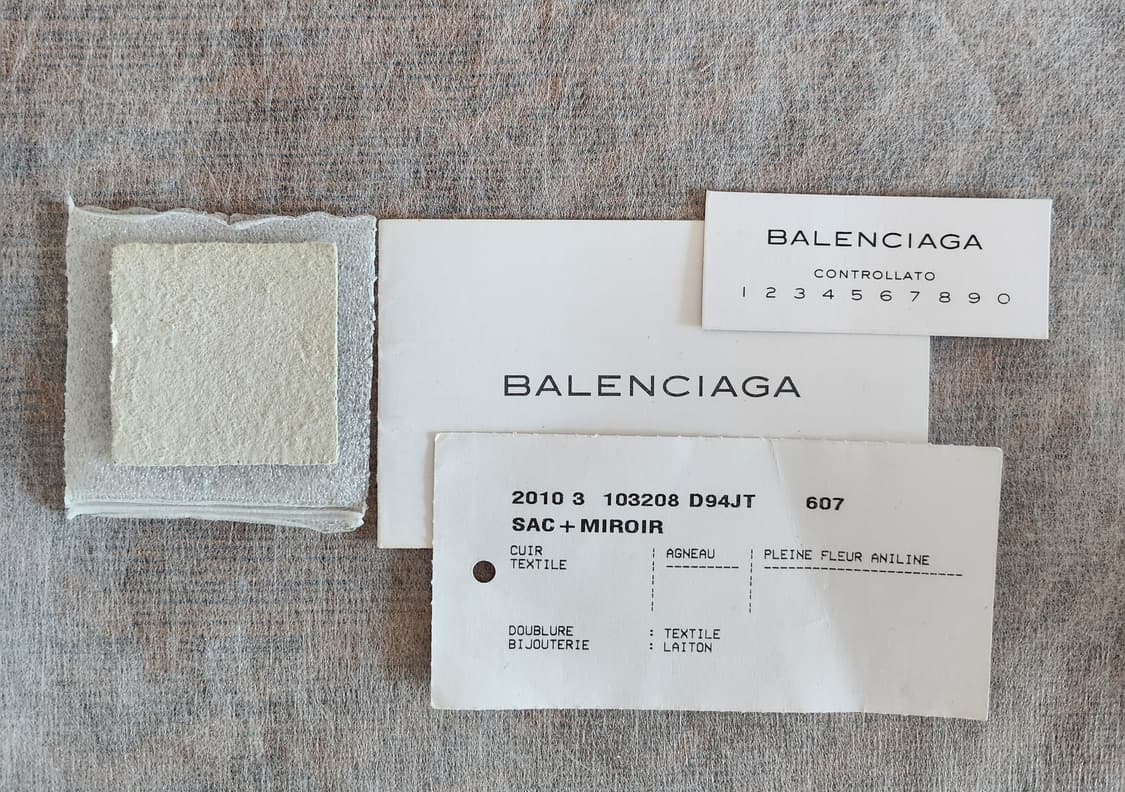 BALENCIAGA
CONTROLLATO
1 2 3 4 5 6 7 8 9 0
BALENCIAGA
2010 3 103208 D94JT 607
SAC+MIROIR
CUIR AGNEAU PLEINE FLEUR ANILINE
TEXTILE
DOUBLURE : TEXTILE
BIJOUTERIE : LAITON